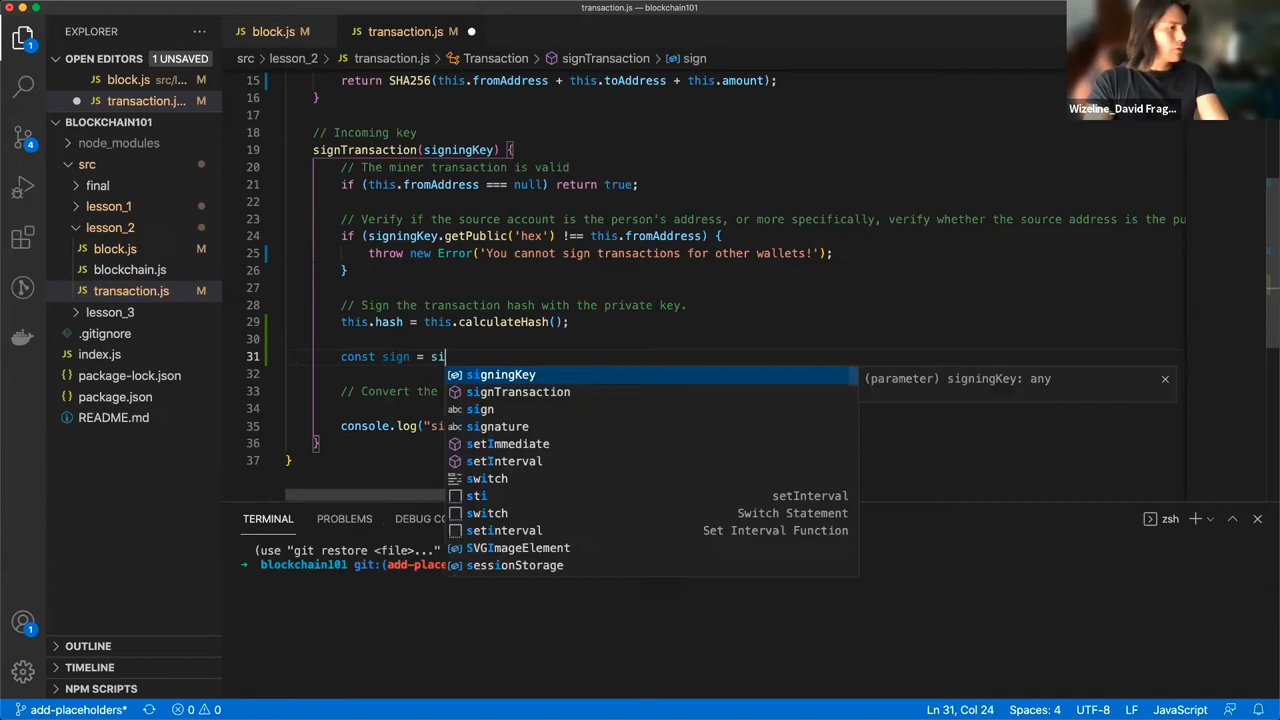 transaction.js — blockchain101
EXPLORER
block.js M
transaction.js M
OPEN EDITORS 1 UNSAVED
src lesson_2 transaction.js Transaction signTransaction sign
block.js src/l... M
transaction.j... M
BLOCKCHAIN101
node_modules
src
final
lesson_1
lesson_2
block.js M
blockchain.js
transaction.js M
lesson_3
.gitignore
index.js
package-lock.json
package.json
README.md
OUTLINE
TIMELINE
NPM SCRIPTS
1
4
1
15 return SHA256(this.fromAddress + this.toAddress + this.amount);
16 }
17
18 // Incoming key
19 signTransaction(signingKey) {
20 // The miner transaction is valid
21 if (this.fromAddress === null) return true;
22
23 // Verify if the source account is the person's address, or more specifically, verify whether the source address is the pu
24 if (signingKey.getPublic('hex') !== this.fromAddress) {
25 throw new Error('You cannot sign transactions for other wallets!');
26 }
27
28 // Sign the transaction hash with the private key.
29 this.hash = this.calculateHash();
30
31 const sign = si
32
33 // Convert the
34
35 console.log("si
36 }
37 }
signingKey
(parameter) signingKey: any
signTransaction
abc sign
abc signature
setImmediate
setInterval
switch
sti setInterval
switch Switch Statement
setinterval Set Interval Function
SVGImageElement
sessionStorage
Wizeline_David Frag...
TERMINAL PROBLEMS DEBUG CO
zsh
(use "git restore <file>..."
➜ blockchain101 git:(add-place
add-placeholders* 0 0
Ln 31, Col 24 Spaces: 4 UTF-8 LF JavaScript